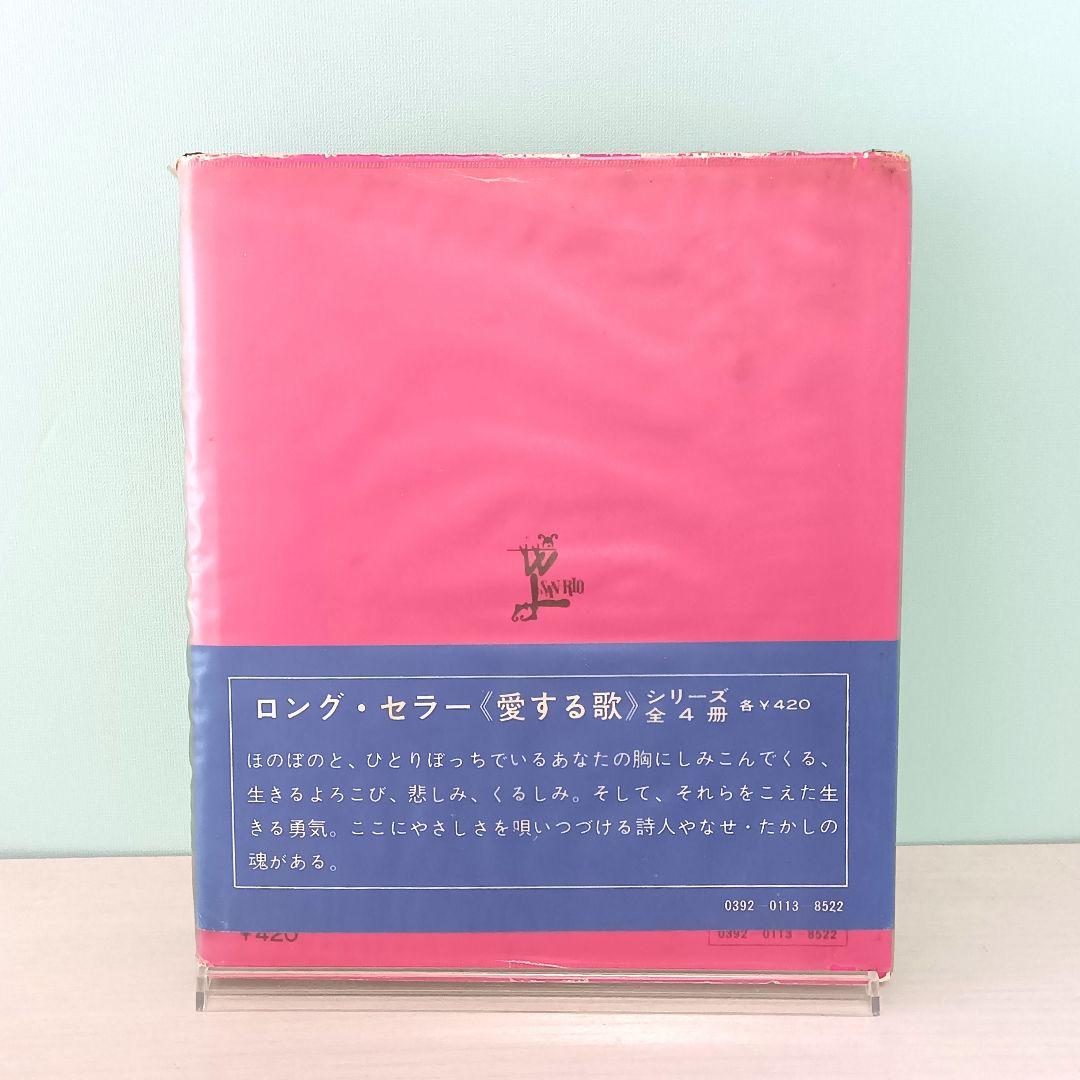 SANRIO
ロング・セラー《愛する歌》シリーズ全4冊 各¥420
ほのぼのと、ひとりぼっちでいるあなたの胸にしみこんでくる、
生きるよろこび、悲しみ、くるしみ。そして、それらをこえた生
きる勇気。ここにやさしさを唄いつづける詩人やなせ・たかしの
魂がある。
0392-0113-8522
¥420
0392-0113-8522